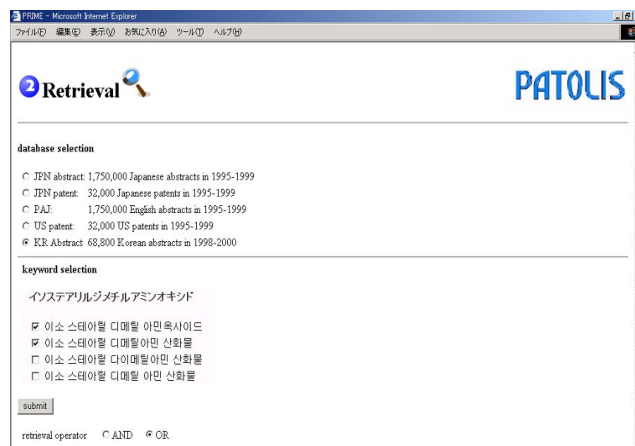 PRIME - Microsoft Internet Explorer
ファイル(F) 編集(E) 表示(V) お気に入り(A) ツール(T) ヘルプ(H)
2 Retrieval
PATOLIS
database selection
JPN abstract: 1,750,000 Japanese abstracts in 1995-1999
JPN patent: 32,000 Japanese patents in 1995-1999
PAJ: 1,750,000 English abstracts in 1995-1999
US patent: 32,000 US patents in 1995-1999
KR Abstract 68,800 Korean abstracts in 1998-2000
keyword selection
イソステアリルジメチルアミンオキシド
이소 스테아릴 디메틸 아민옥사이드
이소 스테아릴 디메틸아민 산화물
이소 스테아릴 다이메틸아민 산화물
이소 스테아릴 디메틸 아민 산화물
submit
retrieval operator AND OR